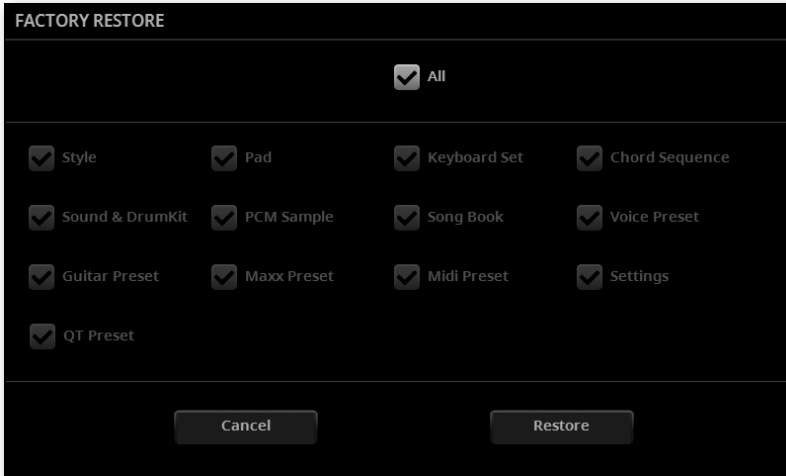 FACTORY RESTORE
All
Style Pad Keyboard Set Chord Sequence
Sound & DrumKit PCM Sample Song Book Voice Preset
Guitar Preset Maxx Preset Midi Preset Settings
QT Preset
Cancel Restore